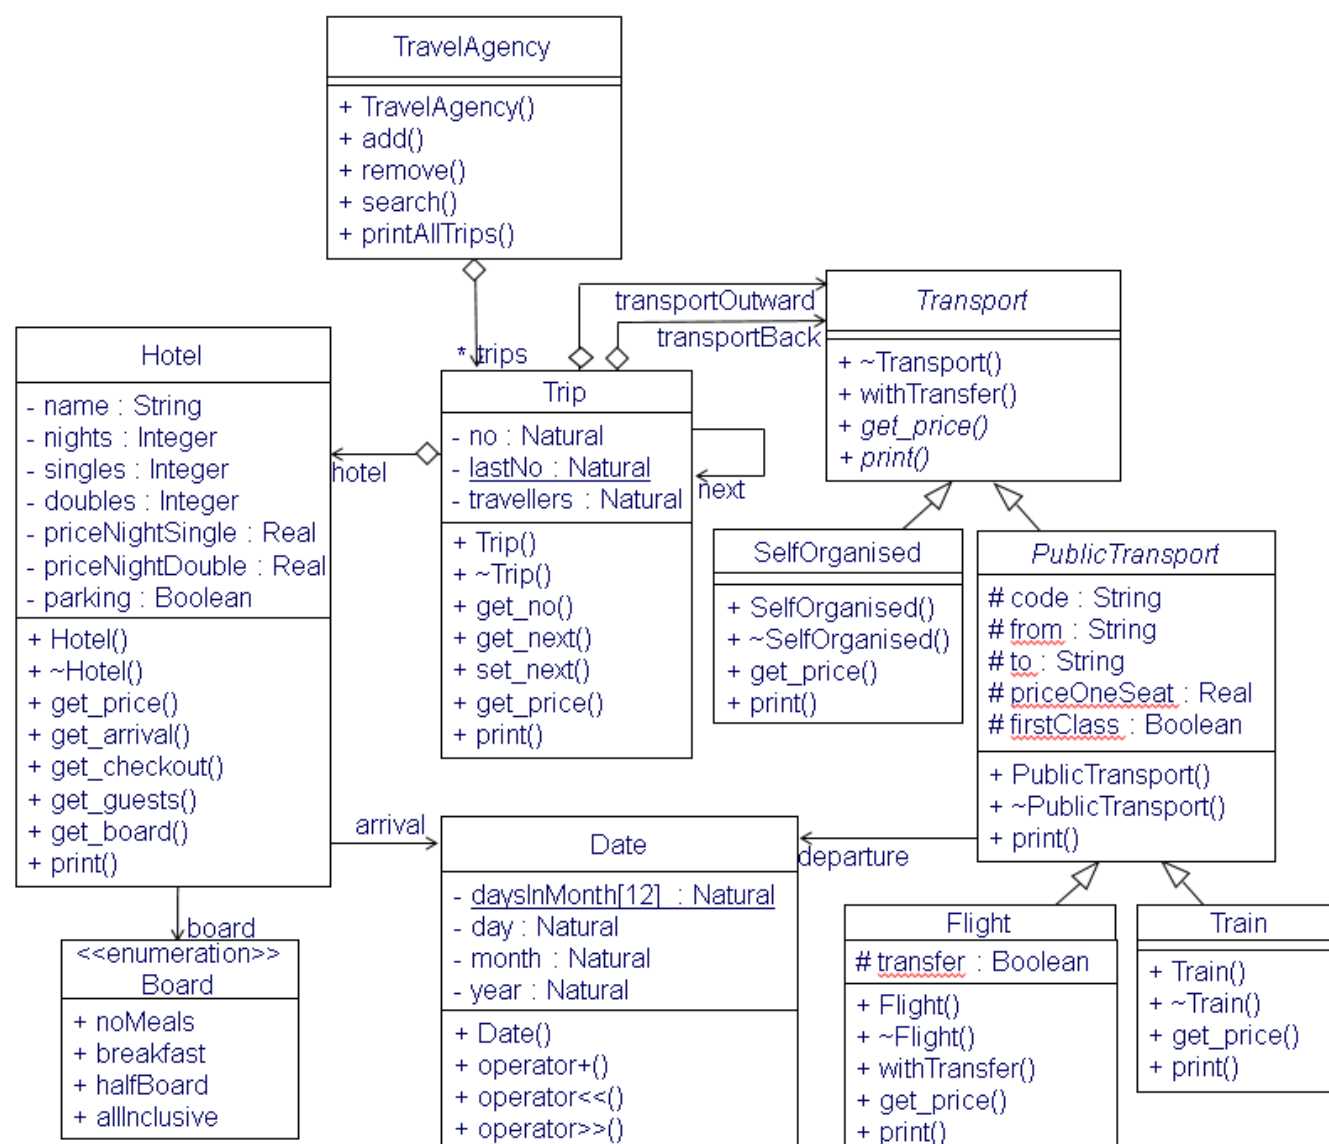 TravelAgency
+ TravelAgency()
+ add()
+ remove()
+ search()
+ printAllTrips()
* trips
transportOutward
transportBack
Transport
+ ~Transport()
+ withTransfer()
+ get_price()
+ print()
Hotel
- name : String
- nights : Integer
- singles : Integer
- doubles : Integer
- priceNightSingle : Real
- priceNightDouble : Real
- parking : Boolean
+ Hotel()
+ ~Hotel()
+ get_price()
+ get_arrival()
+ get_checkout()
+ get_guests()
+ get_board()
+ print()
hotel
Trip
- no : Natural
- lastNo : Natural
- travellers : Natural
+ Trip()
+ ~Trip()
+ get_no()
+ get_next()
+ set_next()
+ get_price()
+ print()
next
SelfOrganised
+ SelfOrganised()
+ ~SelfOrganised()
+ get_price()
+ print()
PublicTransport
# code : String
# from : String
# to : String
# priceOneSeat : Real
# firstClass : Boolean
+ PublicTransport()
+ ~PublicTransport()
+ print()
arrival
departure
board
<<enumeration>>
Board
+ noMeals
+ breakfast
+ halfBoard
+ allInclusive
Date
- daysInMonth[12] : Natural
- day : Natural
- month : Natural
- year : Natural
+ Date()
+ operator+()
+ operator<<()
+ operator>>()
Flight
# transfer : Boolean
+ Flight()
+ ~Flight()
+ withTransfer()
+ get_price()
+ print()
Train
+ Train()
+ ~Train()
+ get_price()
+ print()